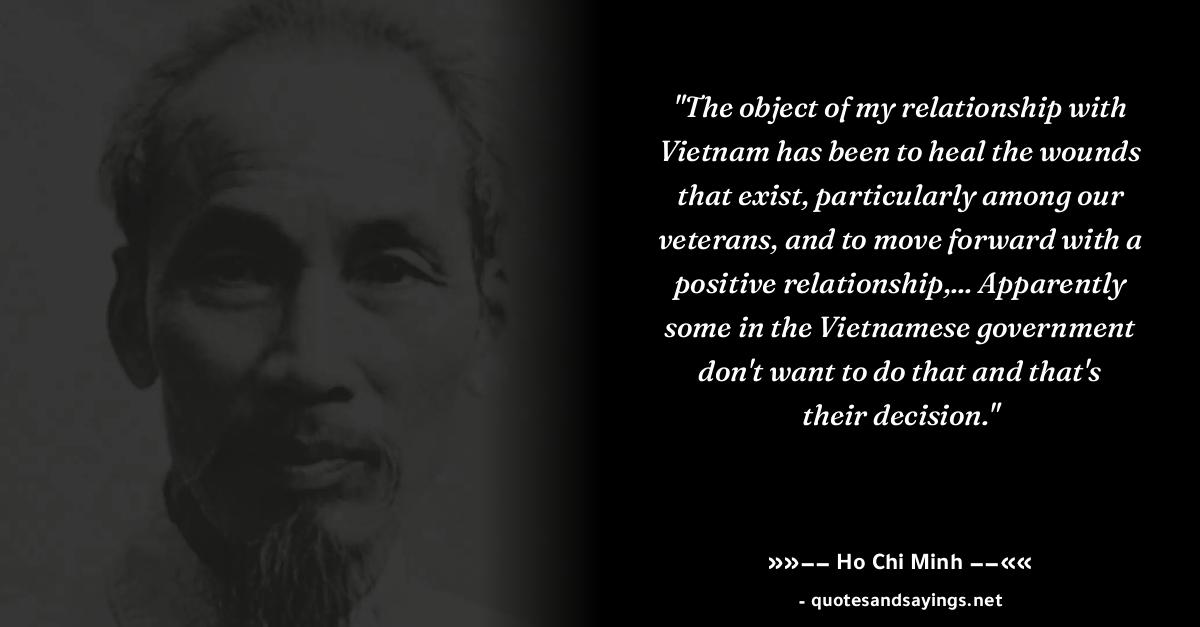 "The object of my relationship with
Vietnam has been to heal the wounds
that exist, particularly among our
veterans, and to move forward with a
positive relationship,... Apparently
some in the Vietnamese government
don't want to do that and that's
their decision."
»»−− Ho Chi Minh −−««
- quotesandsayings.net